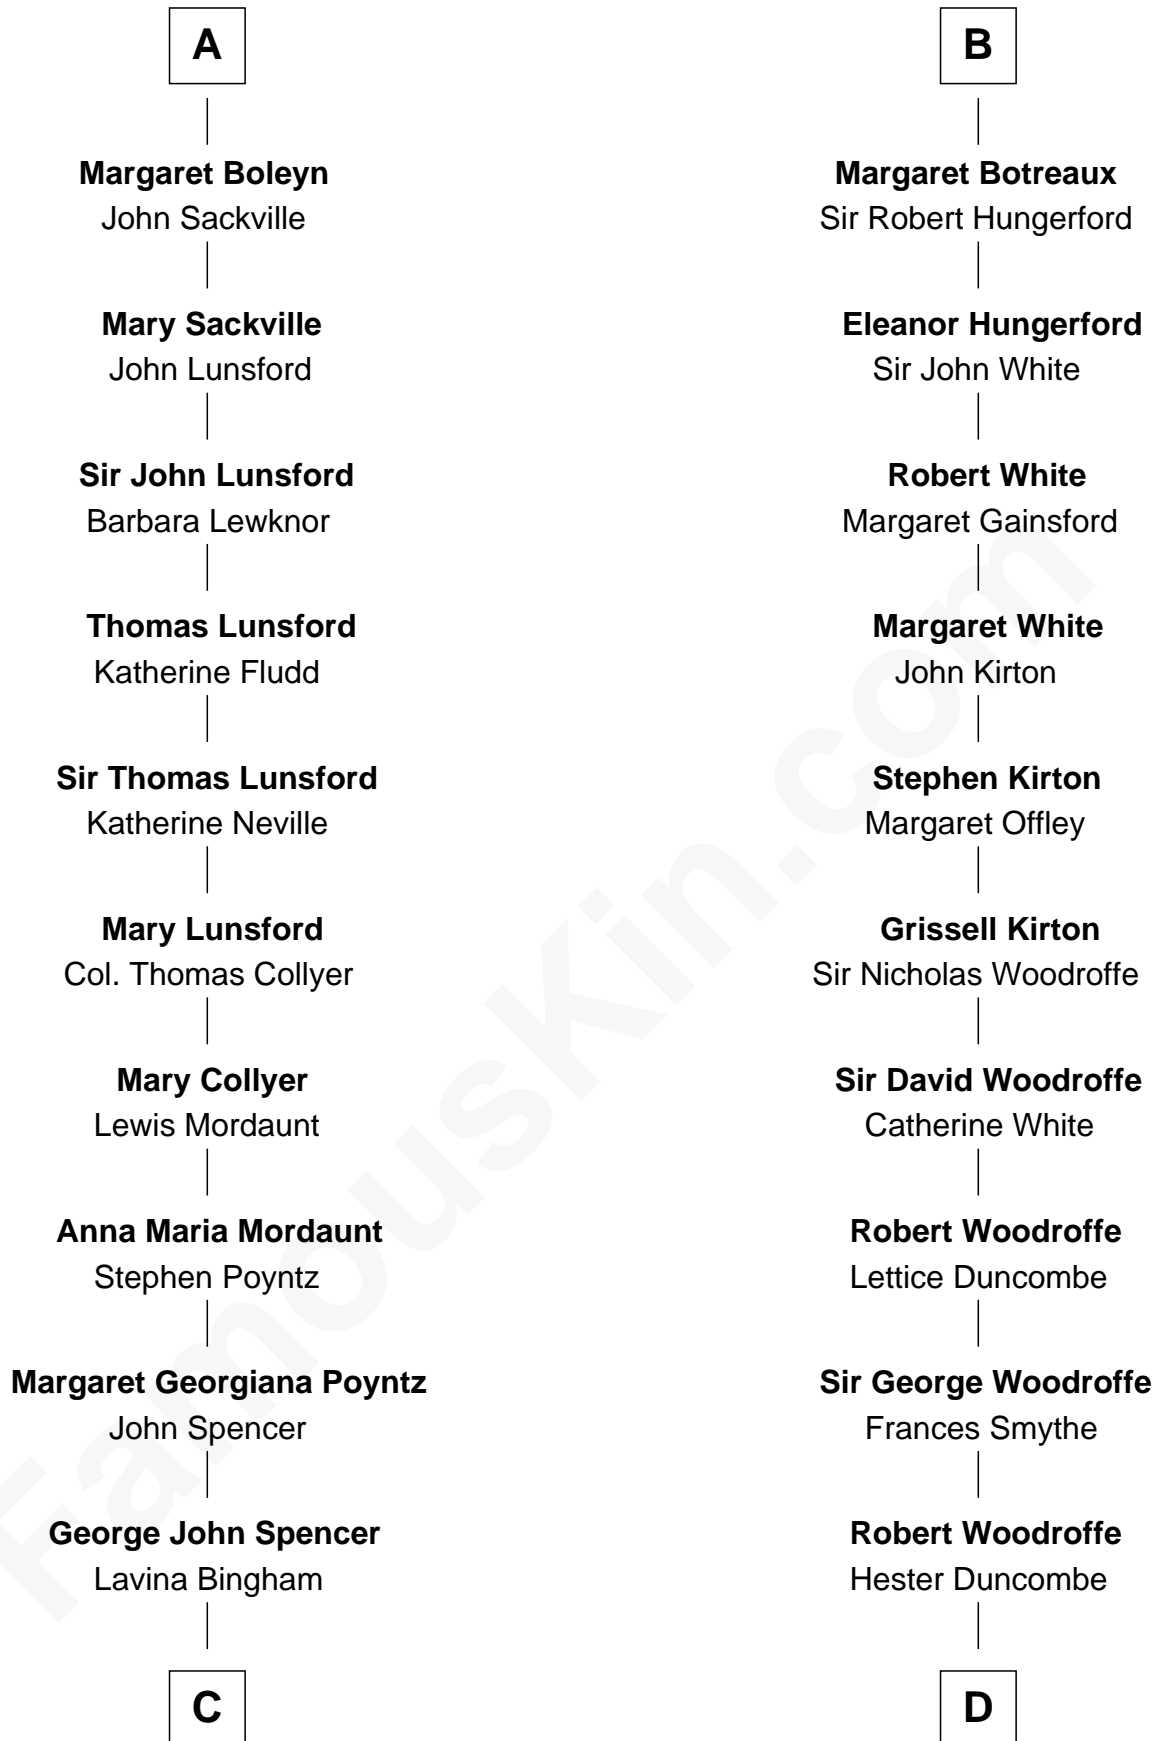 A
Margaret Boleyn
John Sackville
Mary Sackville
John Lunsford
Sir John Lunsford
Barbara Lewknor
Thomas Lunsford
Katherine Fludd
Sir Thomas Lunsford
Katherine Neville
Mary Lunsford
Col. Thomas Collyer
Mary Collyer
Lewis Mordaunt
Anna Maria Mordaunt
Stephen Poyntz
Margaret Georgiana Poyntz
John Spencer
George John Spencer
Lavina Bingham
C
B
Margaret Botreaux
Sir Robert Hungerford
Eleanor Hungerford
Sir John White
Robert White
Margaret Gainsford
Margaret White
John Kirton
Stephen Kirton
Margaret Offley
Grissell Kirton
Sir Nicholas Woodroffe
Sir David Woodroffe
Catherine White
Robert Woodroffe
Lettice Duncombe
Sir George Woodroffe
Frances Smythe
Robert Woodroffe
Hester Duncombe
D
FamousKin.com